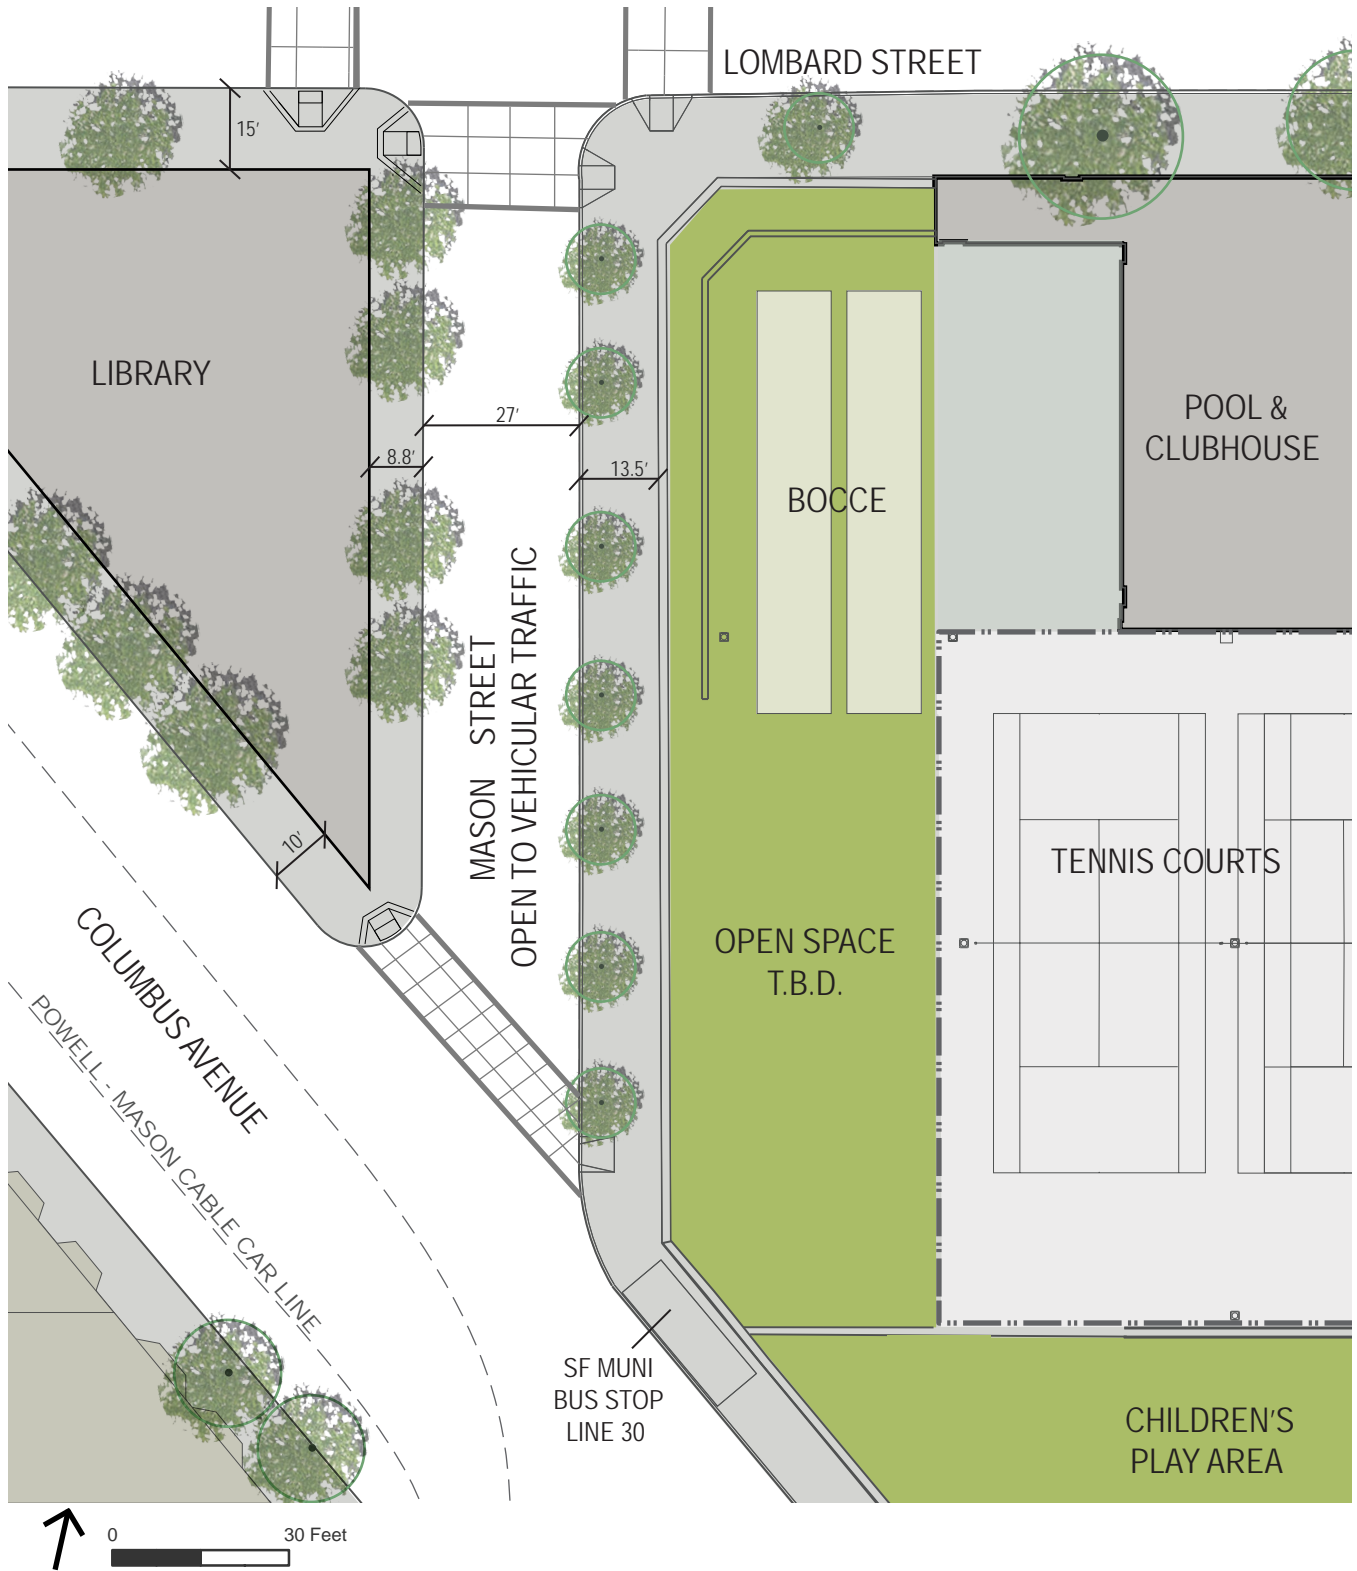 LOMBARD STREET
15'
LIBRARY
27'
8.8'
13.5'
POOL &
CLUBHOUSE
BOCCE
MASON STREET
OPEN TO VEHICULAR TRAFFIC
10'
TENNIS COURTS
OPEN SPACE
T.B.D.
COLUMBUS AVENUE
POWELL - MASON CABLE CAR LINE
SF MUNI
BUS STOP
LINE 30
CHILDREN'S
PLAY AREA
0 30 Feet